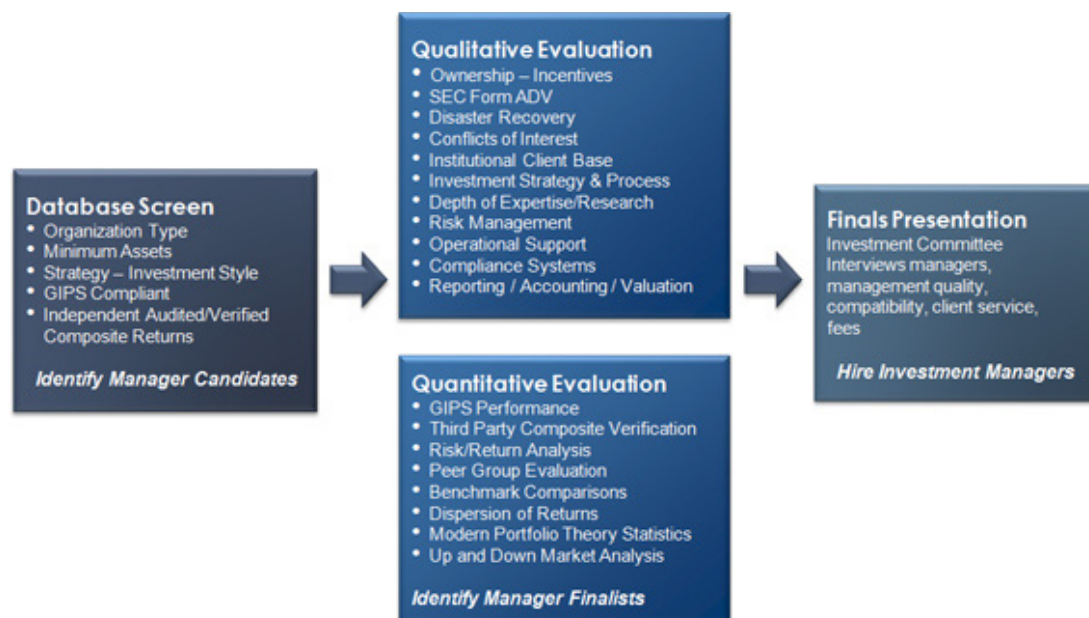 Database Screen
• Organization Type
• Minimum Assets
• Strategy – Investment Style
• GIPS Compliant
• Independent Audited/Verified
Composite Returns
Identify Manager Candidates
Qualitative Evaluation
• Ownership – Incentives
• SEC Form ADV
• Disaster Recovery
• Conflicts of Interest
• Institutional Client Base
• Investment Strategy & Process
• Depth of Expertise/Research
• Risk Management
• Operational Support
• Compliance Systems
• Reporting / Accounting / Valuation
Quantitative Evaluation
• GIPS Performance
• Third Party Composite Verification
• Risk/Return Analysis
• Peer Group Evaluation
• Benchmark Comparisons
• Dispersion of Returns
• Modern Portfolio Theory Statistics
• Up and Down Market Analysis
Identify Manager Finalists
Finals Presentation
Investment Committee
Interviews managers,
management quality,
compatibility, client service,
fees
Hire Investment Managers